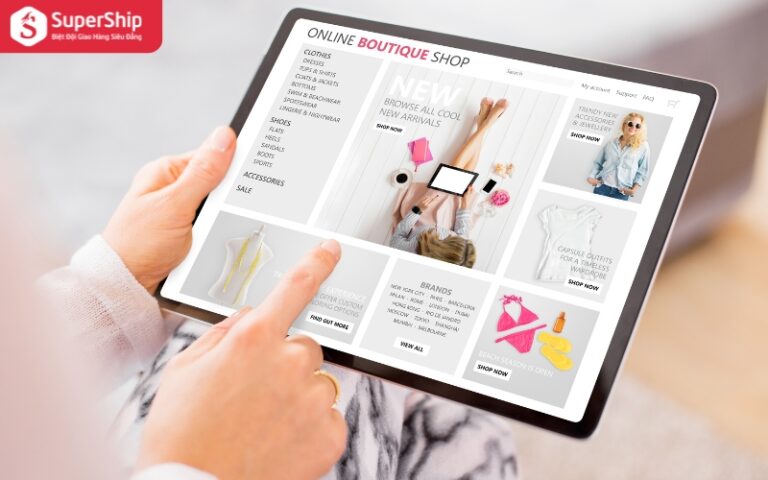 SuperShip
Biệt Đội Giao Hàng Siêu Đẳng
ONLINE BOUTIQUE SHOP
Search
My account Support FAQ
CLOTHES
DRESSES
TOPS & SHIRTS
COATS & JACKETS
BOTTOMS
SWIM & BEACHWEAR
SPORTSWEAR
LINGERIE & NIGHTWEAR
SHOES
FLATS
HEELS
SANDALS
BOOTS
SPORTS
ACCESSORIES
SALE
NEW
BROWSE ALL COOL
NEW ARRIVALS
SHOP NOW
TRENDY NEW
ACCESSORIES
& JEWELLERY
SHOP NOW
CAPSULE OUTFITS
FOR A TIMELESS
WARDROBE
SHOP NOW
OFFER CUSTOM
OPTIONS
FIND OUT MORE
BRANDS
NEW YORK CITY PARIS BARCELONA
MILAN ROME LONDON DUBAI
HONG KONG RIO DE JANEIRO
MOSCOW TOKYO SHANGHAI
MUMBAI MELBOURNE
VIEW ALL
BEACH SEASON IS OPEN
SHOP NOW